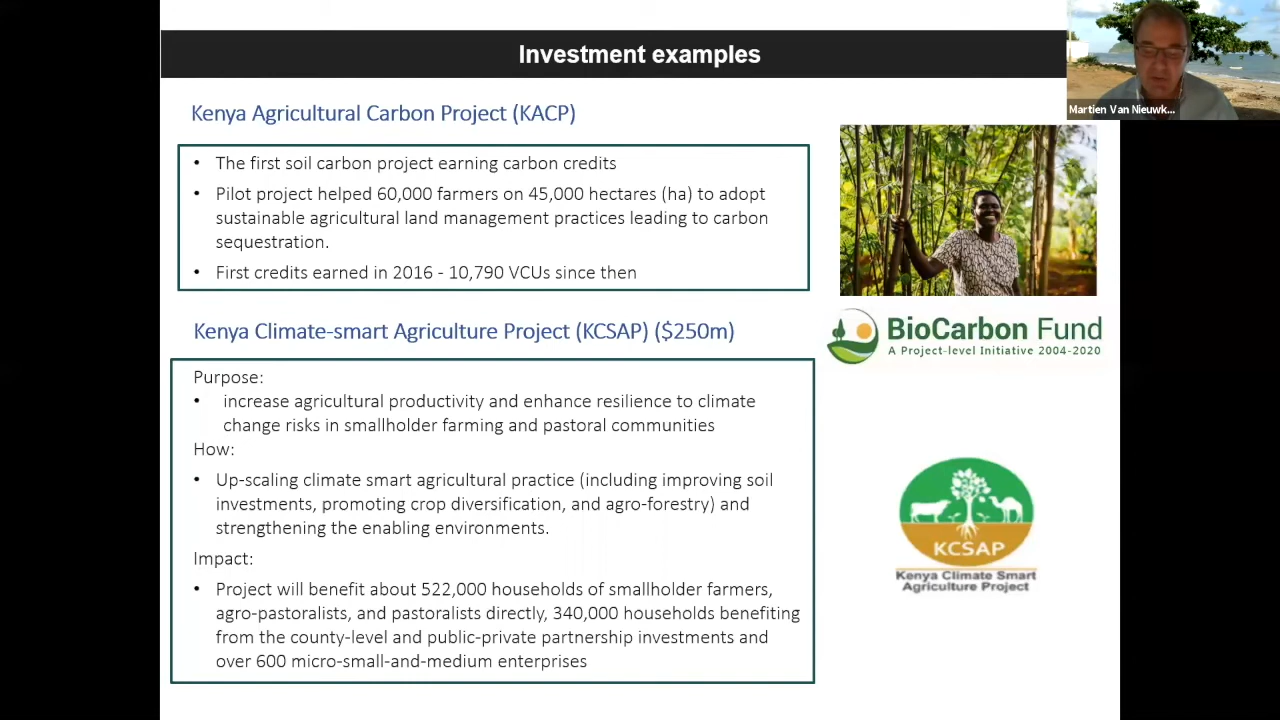 Investment examples
Martien Van Nieuwk...
Kenya Agricultural Carbon Project (KACP)
• The first soil carbon project earning carbon credits
• Pilot project helped 60,000 farmers on 45,000 hectares (ha) to adopt
sustainable agricultural land management practices leading to carbon
sequestration.
• First credits earned in 2016 - 10,790 VCUs since then
BioCarbon Fund
A Project-level Initiative 2004-2020
Kenya Climate-smart Agriculture Project (KCSAP) ($250m)
Purpose:
• increase agricultural productivity and enhance resilience to climate
change risks in smallholder farming and pastoral communities
How:
• Up-scaling climate smart agricultural practice (including improving soil
investments, promoting crop diversification, and agro-forestry) and
strengthening the enabling environments.
Impact:
• Project will benefit about 522,000 households of smallholder farmers,
agro-pastoralists, and pastoralists directly, 340,000 households benefiting
from the county-level and public-private partnership investments and
over 600 micro-small-and-medium enterprises
KCSAP
Kenya Climate Smart
Agriculture Project